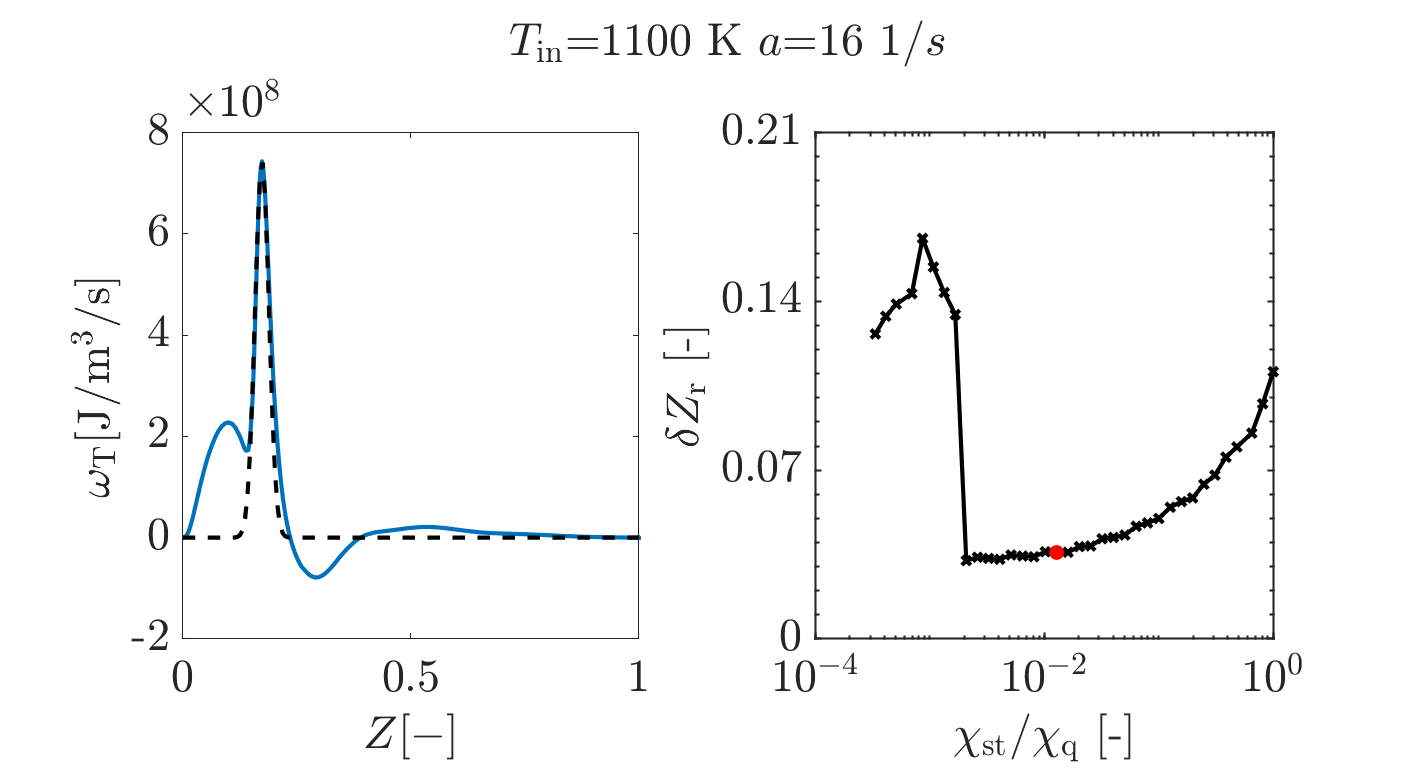 T_in=1100 K a=16 1/s
×10^8
8
6
4
2
0
-2
0 0.5 1
Z[−]
ω_T[J/m^3/s]
0.21
0.14
0.07
0
10^−4 10^−2 10^0
χ_st/χ_q [-]
δZ_r [-]